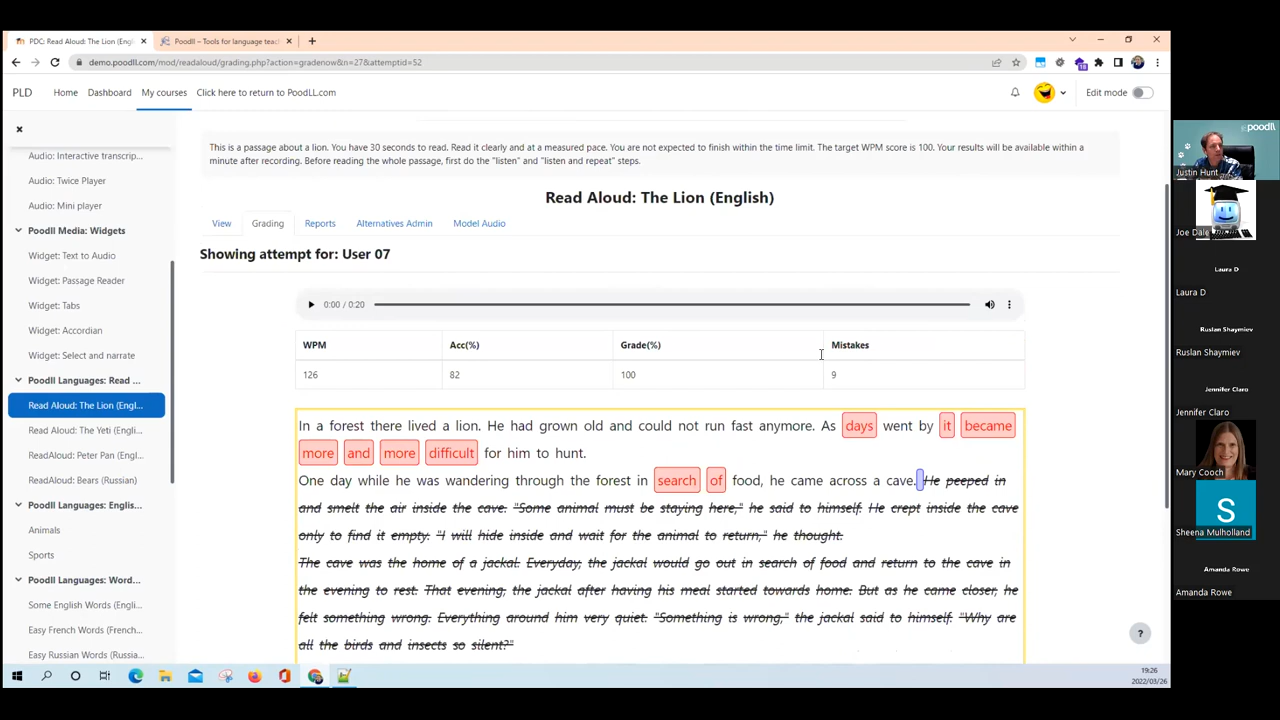 PDC: Read Aloud: The Lion (Engl
Poodll – Tools for language teac
demo.poodll.com/mod/readaloud/grading.php?action=gradenow&n=27&attemptid=52
PLD
Home
Dashboard
My courses
Click here to return to PoodLL.com
Edit mode
Audio: Interactive transcrip...
Audio: Twice Player
Audio: Mini player
Poodll Media: Widgets
Widget: Text to Audio
Widget: Passage Reader
Widget: Tabs
Widget: Accordian
Widget: Select and narrate
Poodll Languages: Read ...
Read Aloud: The Lion (Engl...
Read Aloud: The Yeti (Engli...
ReadAloud: Peter Pan (Engl...
ReadAloud: Bears (Russian)
Poodll Languages: Englis...
Animals
Sports
Poodll Languages: Word...
Some English Words (Engli...
Easy French Words (French...
Easy Russian Words (Russia...
This is a passage about a lion. You have 30 seconds to read. Read it clearly and at a measured pace. You are not expected to finish within the time limit. The target WPM score is 100. Your results will be available within a
minute after recording. Before reading the whole passage, first do the "listen" and "listen and repeat" steps.
Read Aloud: The Lion (English)
View
Grading
Reports
Alternatives Admin
Model Audio
Showing attempt for: User 07
0:00 / 0:20
WPM Acc(%) Grade(%) Mistakes
126 82 100 9
In a forest there lived a lion. He had grown old and could not run fast anymore. As days went by it became
more and more difficult for him to hunt.
One day while he was wandering through the forest in search of food, he came across a cave. He peeped in
and smelt the air inside the cave. "Some animal must be staying here," he said to himself. He crept inside the cave
only to find it empty. "I will hide inside and wait for the animal to return," he thought.
The cave was the home of a jackal. Everyday, the jackal would go out in search of food and return to the cave in
the evening to rest. That evening, the jackal after having his meal started towards home. But as he came closer, he
felt something wrong. Everything around him very quiet. "Something is wrong," the jackal said to himself. "Why are
all the birds and insects so silent?"
?
19:26
2022/03/26
poodll
Justin Hunt
Joe Dale
Laura D
Laura D
Ruslan Shaymiev
Ruslan Shaymiev
Jennifer Claro
Jennifer Claro
Mary Cooch
S
Sheena Mulholland
Amanda Rowe
Amanda Rowe